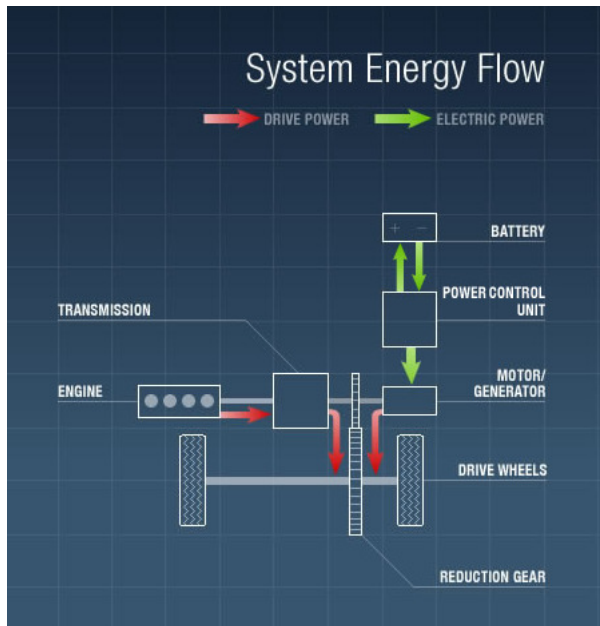 System Energy Flow
DRIVE POWER
ELECTRIC POWER
+ −
BATTERY
POWER CONTROL
UNIT
TRANSMISSION
MOTOR/
GENERATOR
ENGINE
DRIVE WHEELS
REDUCTION GEAR